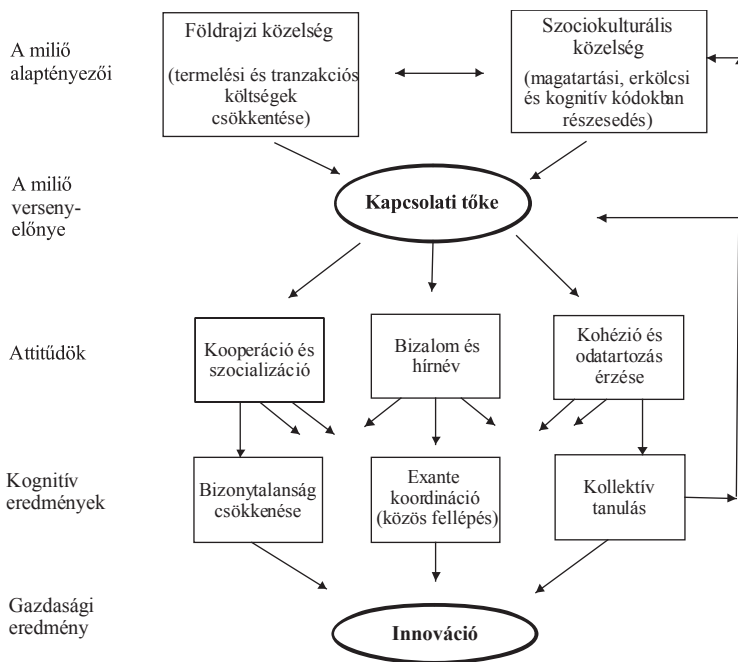 A milió
alaptényezői
Földrajzi közelség
(termelési és tranzakciós
költségek
csökkentése)
Szociokulturális
közelség
(magatartási, erkölcsi
és kognitív kódokban
részesedés)
A milió
verseny-
előnye
Kapcsolati tőke
Attitűdök
Kooperáció és
szocializáció
Bizalom és
hírnév
Kohézió és
odatartozás
érzése
Kognitív
eredmények
Bizonytalanság
csökkenése
Exante
koordináció
(közös fellépés)
Kollektív
tanulás
Gazdasági
eredmény
Innováció